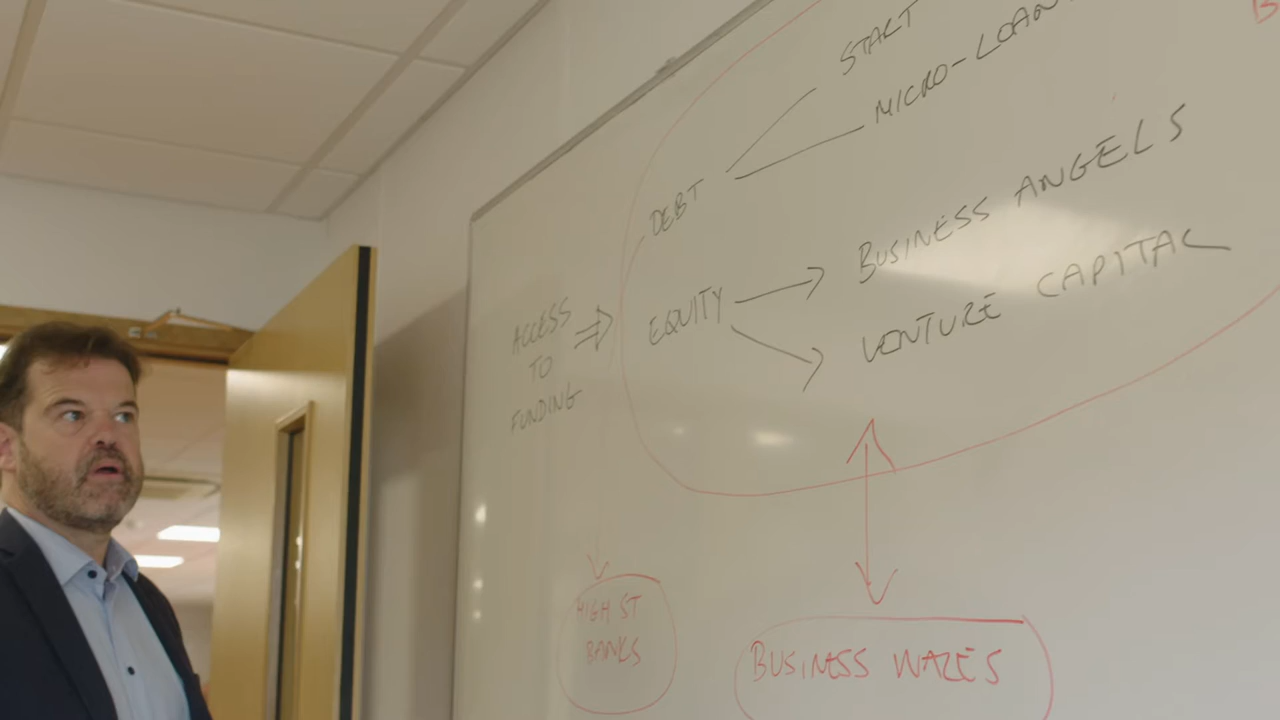 START
MICRO-LOAN
DEBT
BUSINESS ANGELS
EQUITY
VENTURE CAPITAL
ACCESS
TO
FUNDING
HIGH ST
BANKS
BUSINESS WALES
B